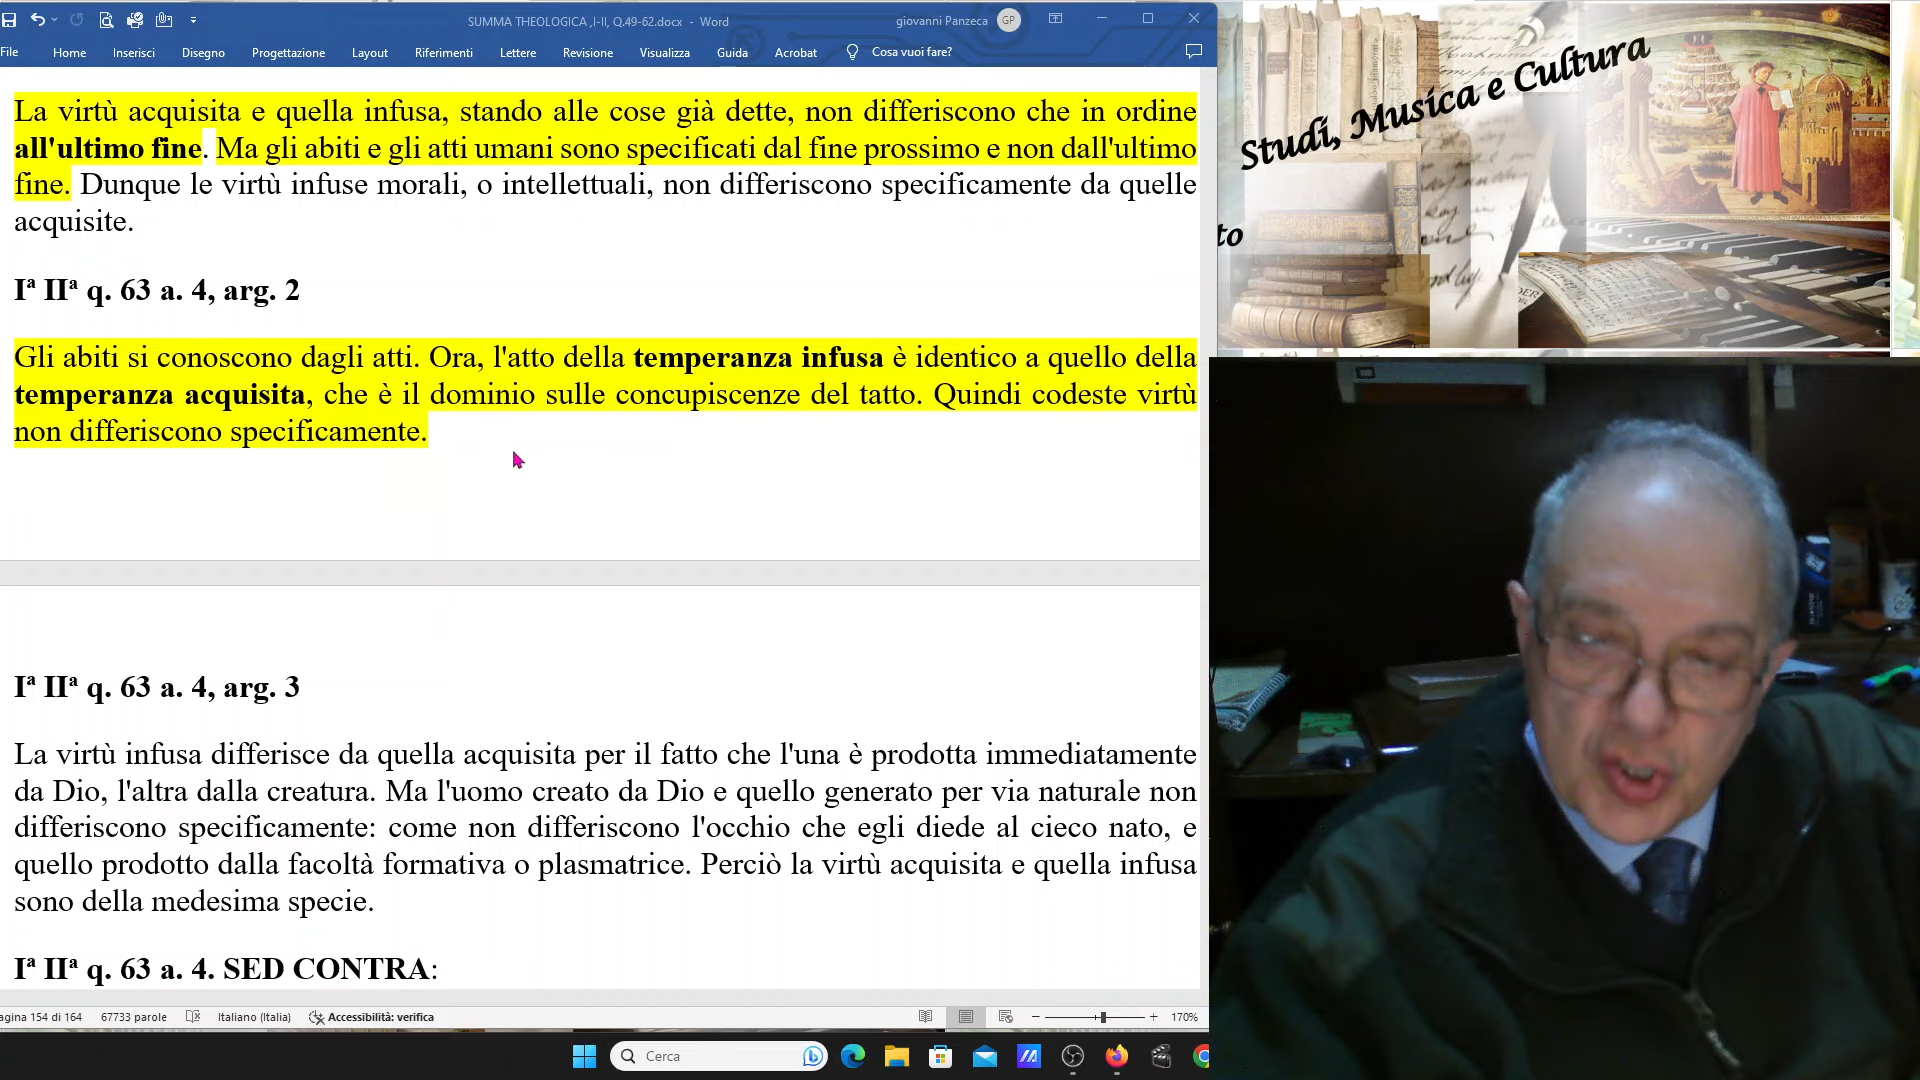 SUMMA THEOLOGICA ,I-II, Q.49-62.docx - Word
giovanni Panzeca GP
File Home Inserisci Disegno Progettazione Layout Riferimenti Lettere Revisione Visualizza Guida Acrobat Cosa vuoi fare?
La virtù acquisita e quella infusa, stando alle cose già dette, non differiscono che in ordine
all'ultimo fine. Ma gli abiti e gli atti umani sono specificati dal fine prossimo e non dall'ultimo
fine. Dunque le virtù infuse morali, o intellettuali, non differiscono specificamente da quelle
acquisite.
Iª IIª q. 63 a. 4, arg. 2
Gli abiti si conoscono dagli atti. Ora, l'atto della temperanza infusa è identico a quello della
temperanza acquisita, che è il dominio sulle concupiscenze del tatto. Quindi codeste virtù
non differiscono specificamente.
Iª IIª q. 63 a. 4, arg. 3
La virtù infusa differisce da quella acquisita per il fatto che l'una è prodotta immediatamente
da Dio, l'altra dalla creatura. Ma l'uomo creato da Dio e quello generato per via naturale non
differiscono specificamente: come non differiscono l'occhio che egli diede al cieco nato, e
quello prodotto dalla facoltà formativa o plasmatrice. Perciò la virtù acquisita e quella infusa
sono della medesima specie.
Iª IIª q. 63 a. 4. SED CONTRA:
agina 154 di 164 67733 parole Italiano (Italia) Accessibilità: verifica 170%
Cerca
Studi, Musica e Cultura
to